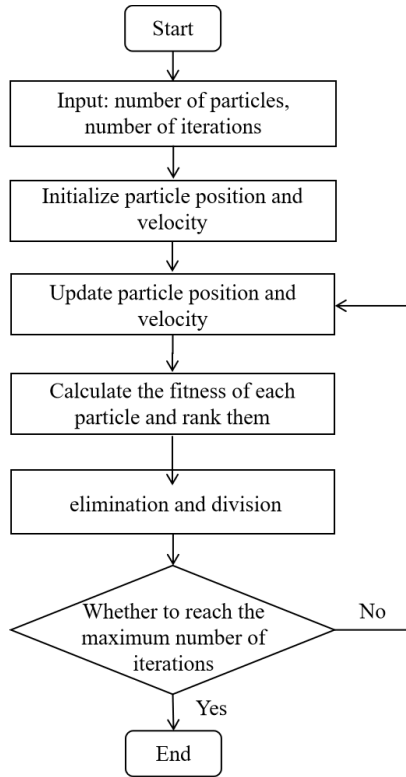 Start
Input: number of particles,
number of iterations
Initialize particle position and
velocity
Update particle position and
velocity
Calculate the fitness of each
particle and rank them
elimination and division
Whether to reach the
maximum number of
iterations
No
Yes
End